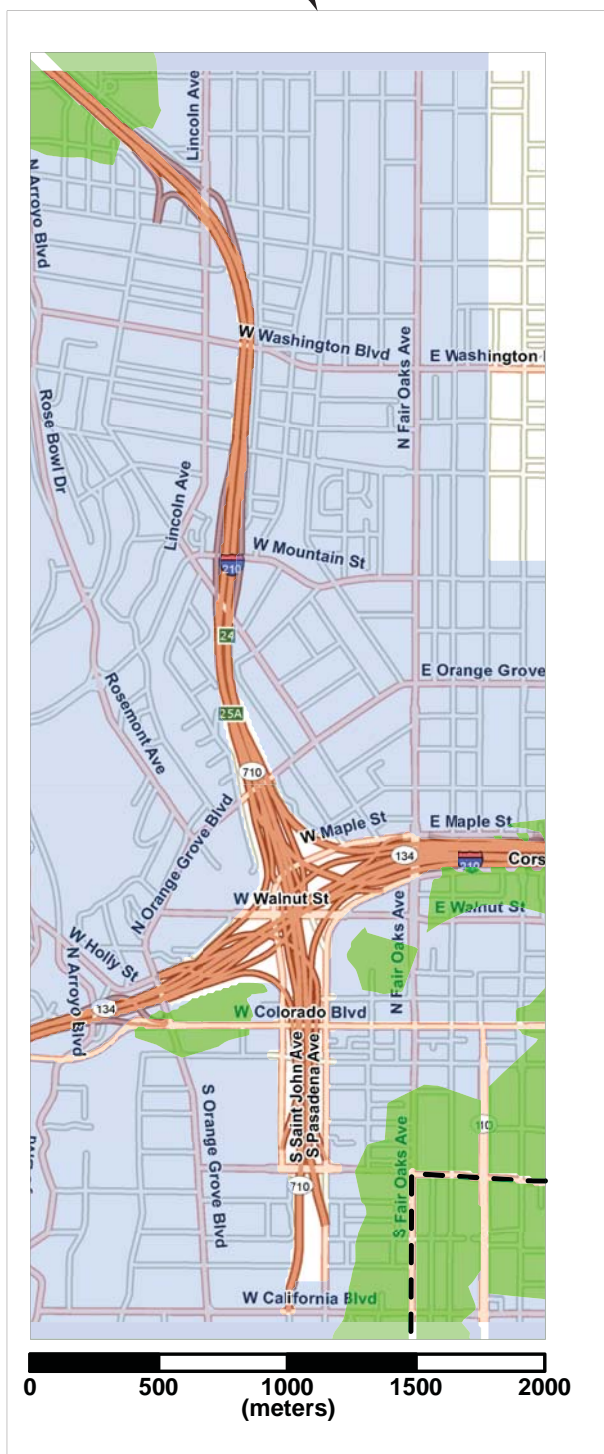 Lincoln Ave
N Arroyo Blvd
W Washington Blvd
E Washington
N Fair Oaks Ave
Rose Bowl Dr
Lincoln Ave
W Mountain St
210
24
E Orange Grove
Rosemont Ave
25A
710
N Orange Grove Blvd
W Maple St
E Maple St
134
210
Cors
W Walnut St
E Walnut St
W Holly St
N Arroyo Blvd
N Fair Oaks Ave
134
W Colorado Blvd
S Saint John Ave
S Pasadena Ave
S Orange Grove Blvd
S Fair Oaks Ave
110
710
W California Blvd
0 500 1000 1500 2000
(meters)